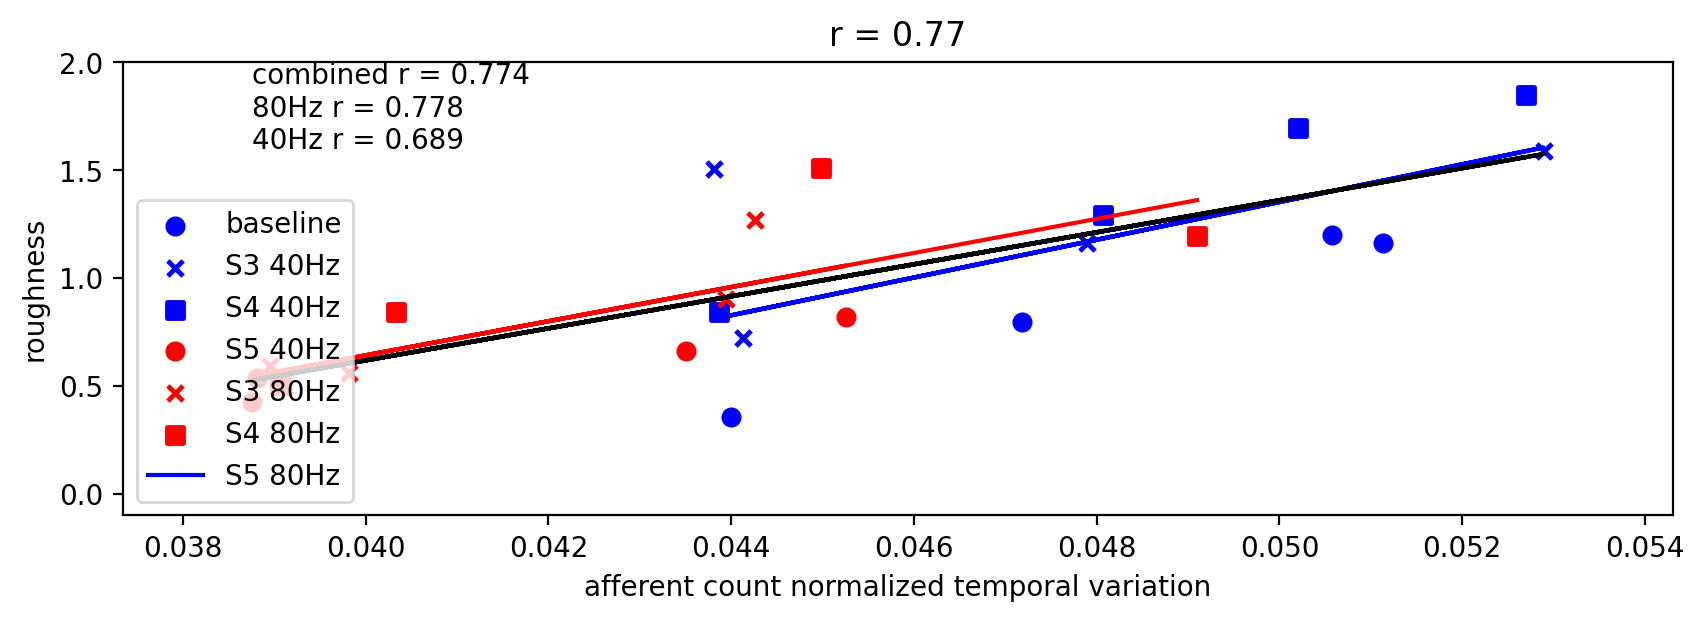 r = 0.77
combined r = 0.774
80Hz r = 0.778
40Hz r = 0.689
2.0
1.5
1.0
0.5
0.0
roughness
baseline
S3 40Hz
S4 40Hz
S5 40Hz
S3 80Hz
S4 80Hz
S5 80Hz
0.038 0.040 0.042 0.044 0.046 0.048 0.050 0.052 0.054
afferent count normalized temporal variation